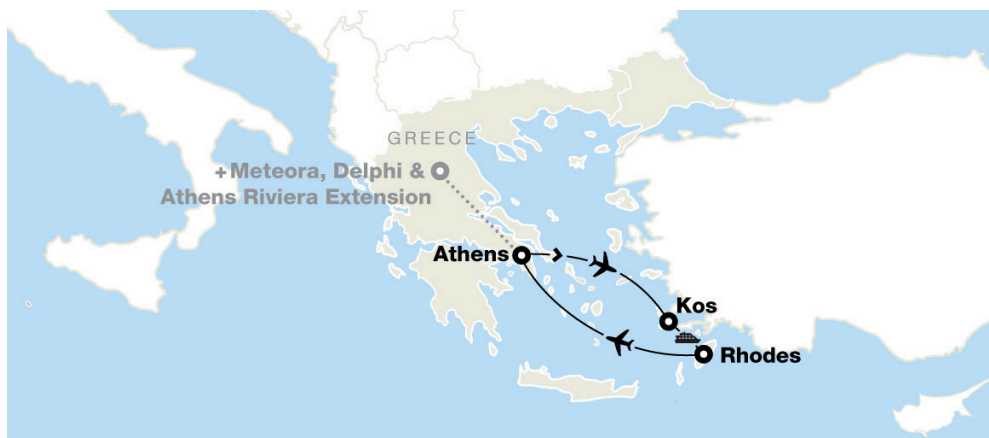 GREECE
+Meteora, Delphi &
Athens Riviera Extension
Athens
Kos
Rhodes